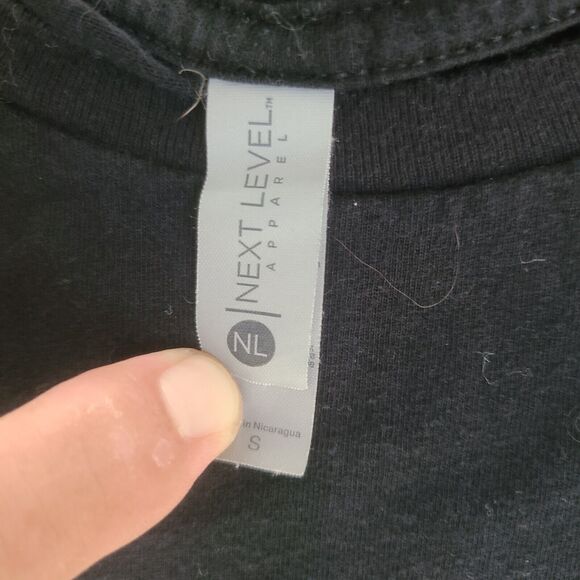 NEXT LEVEL™
APPAREL
NL
in Nicaragua
S